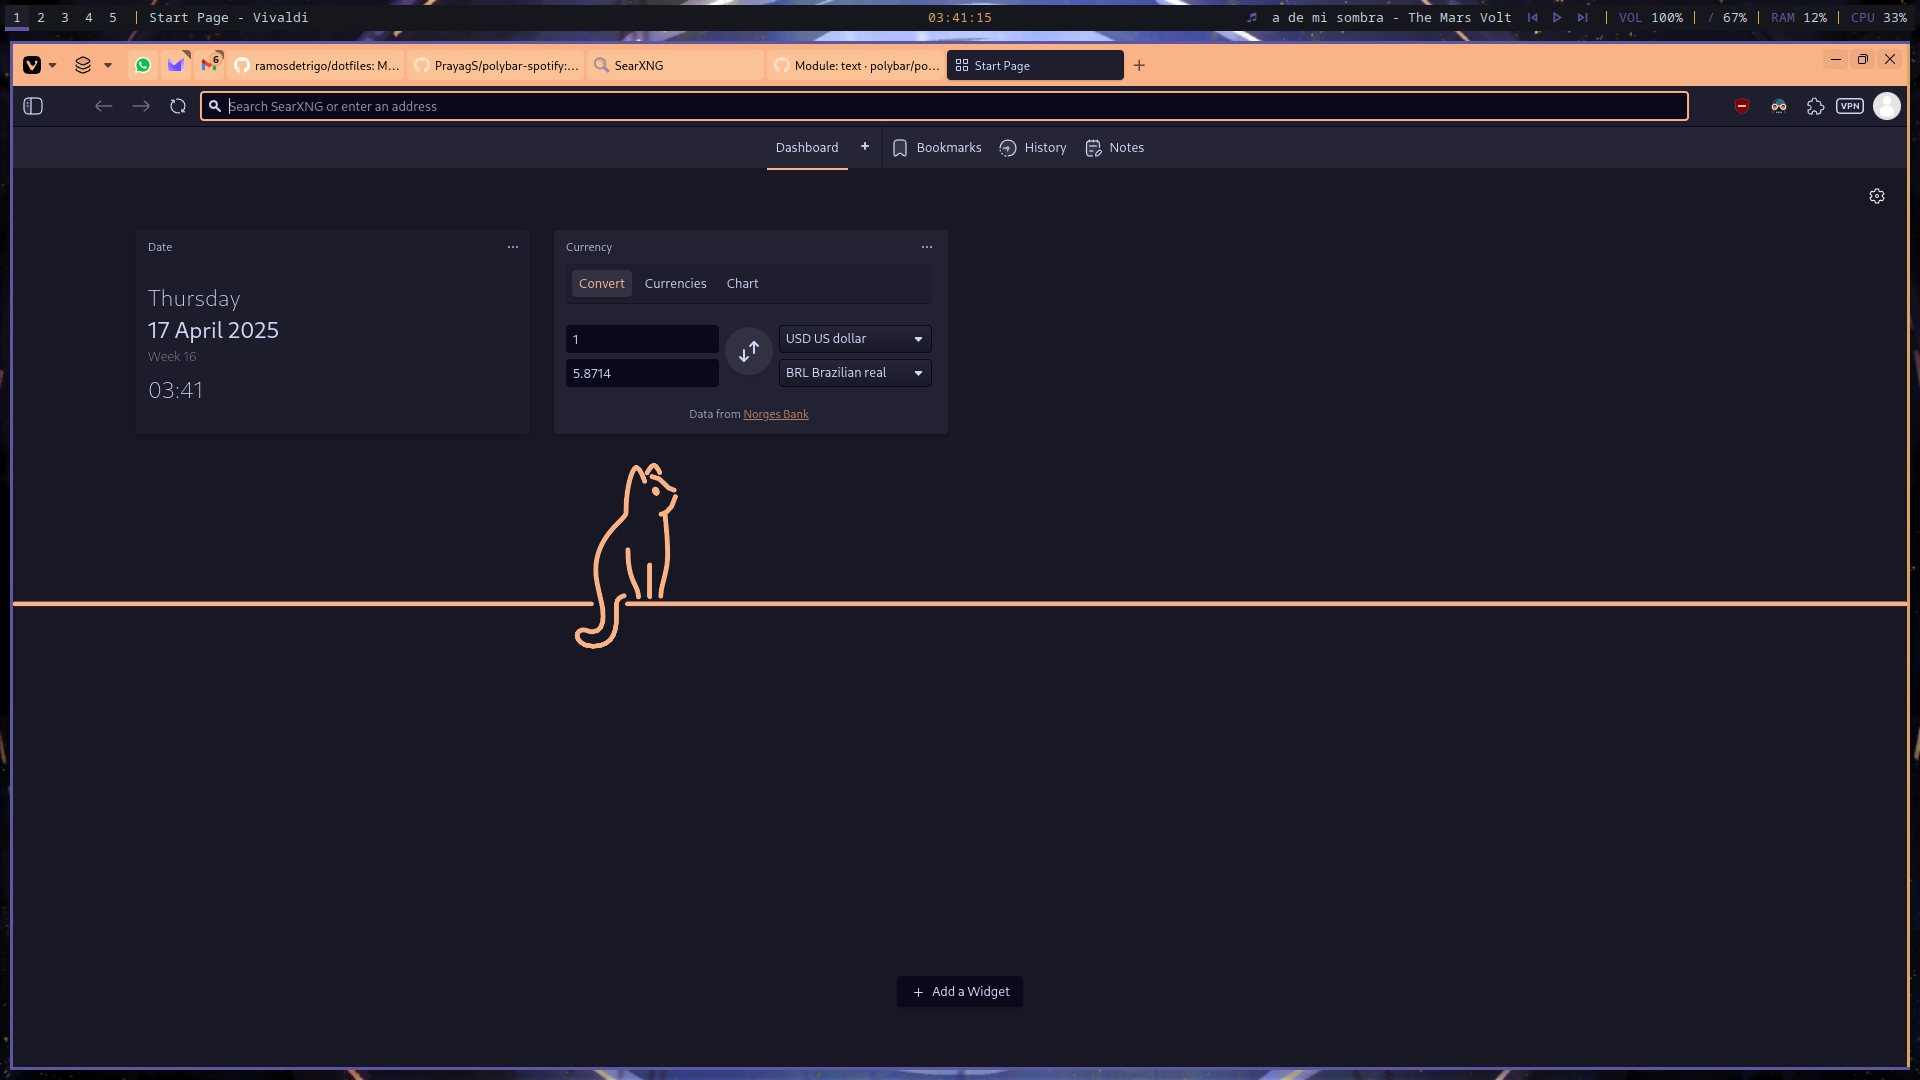 1 2 3 4 5 | Start Page - Vivaldi
03:41:15
a de mi sombra - The Mars Volt | VOL 100% | / 67% | RAM 12% | CPU 33%
6 ramosdetrigo/dotfiles: M... PrayagS/polybar-spotify:... SearXNG Module: text · polybar/po... Start Page
Search SearXNG or enter an address
VPN
Dashboard + Bookmarks History Notes
Date
Thursday
17 April 2025
Week 16
03:41
Currency
Convert Currencies Chart
1 USD US dollar
5.8714 BRL Brazilian real
Data from Norges Bank
+ Add a Widget